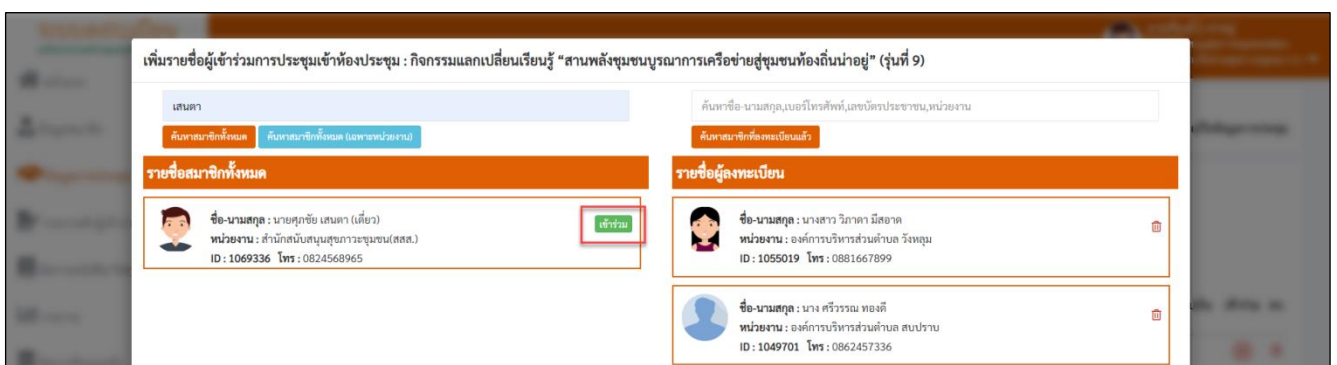 เพิ่มรายชื่อผู้เข้าร่วมการประชุมเข้าห้องประชุม : กิจกรรมแลกเปลี่ยนเรียนรู้ “สานพลังชุมชนบูรณาการเครือข่ายสู่ชุมชนท้องถิ่นน่าอยู่” (รุ่นที่ 9)
เสนตา
ค้นหาสมาชิกทั้งหมด ค้นหาสมาชิกทั้งหมด (เฉพาะหน่วยงาน)
รายชื่อสมาชิกทั้งหมด
ชื่อ-นามสกุล : นายศุภชัย เสนตา (เดี่ยว)
หน่วยงาน : สำนักสนับสนุนสุขภาวะชุมชน(สสส.)
ID : 1069336 โทร : 0824568965
เข้าร่วม
ค้นหาชื่อ-นามสกุล,เบอร์โทรศัพท์,เลขบัตรประชาชน,หน่วยงาน
ค้นหาสมาชิกที่ลงทะเบียนแล้ว
รายชื่อผู้ลงทะเบียน
ชื่อ-นามสกุล : นางสาว วิภาดา มีสอาด
หน่วยงาน : องค์การบริหารส่วนตำบล วังหลุม
ID : 1055019 โทร : 0881667899
ชื่อ-นามสกุล : นาง ศรีวรรณ ทองดี
หน่วยงาน : องค์การบริหารส่วนตำบล สบปราบ
ID : 1049701 โทร : 0862457336